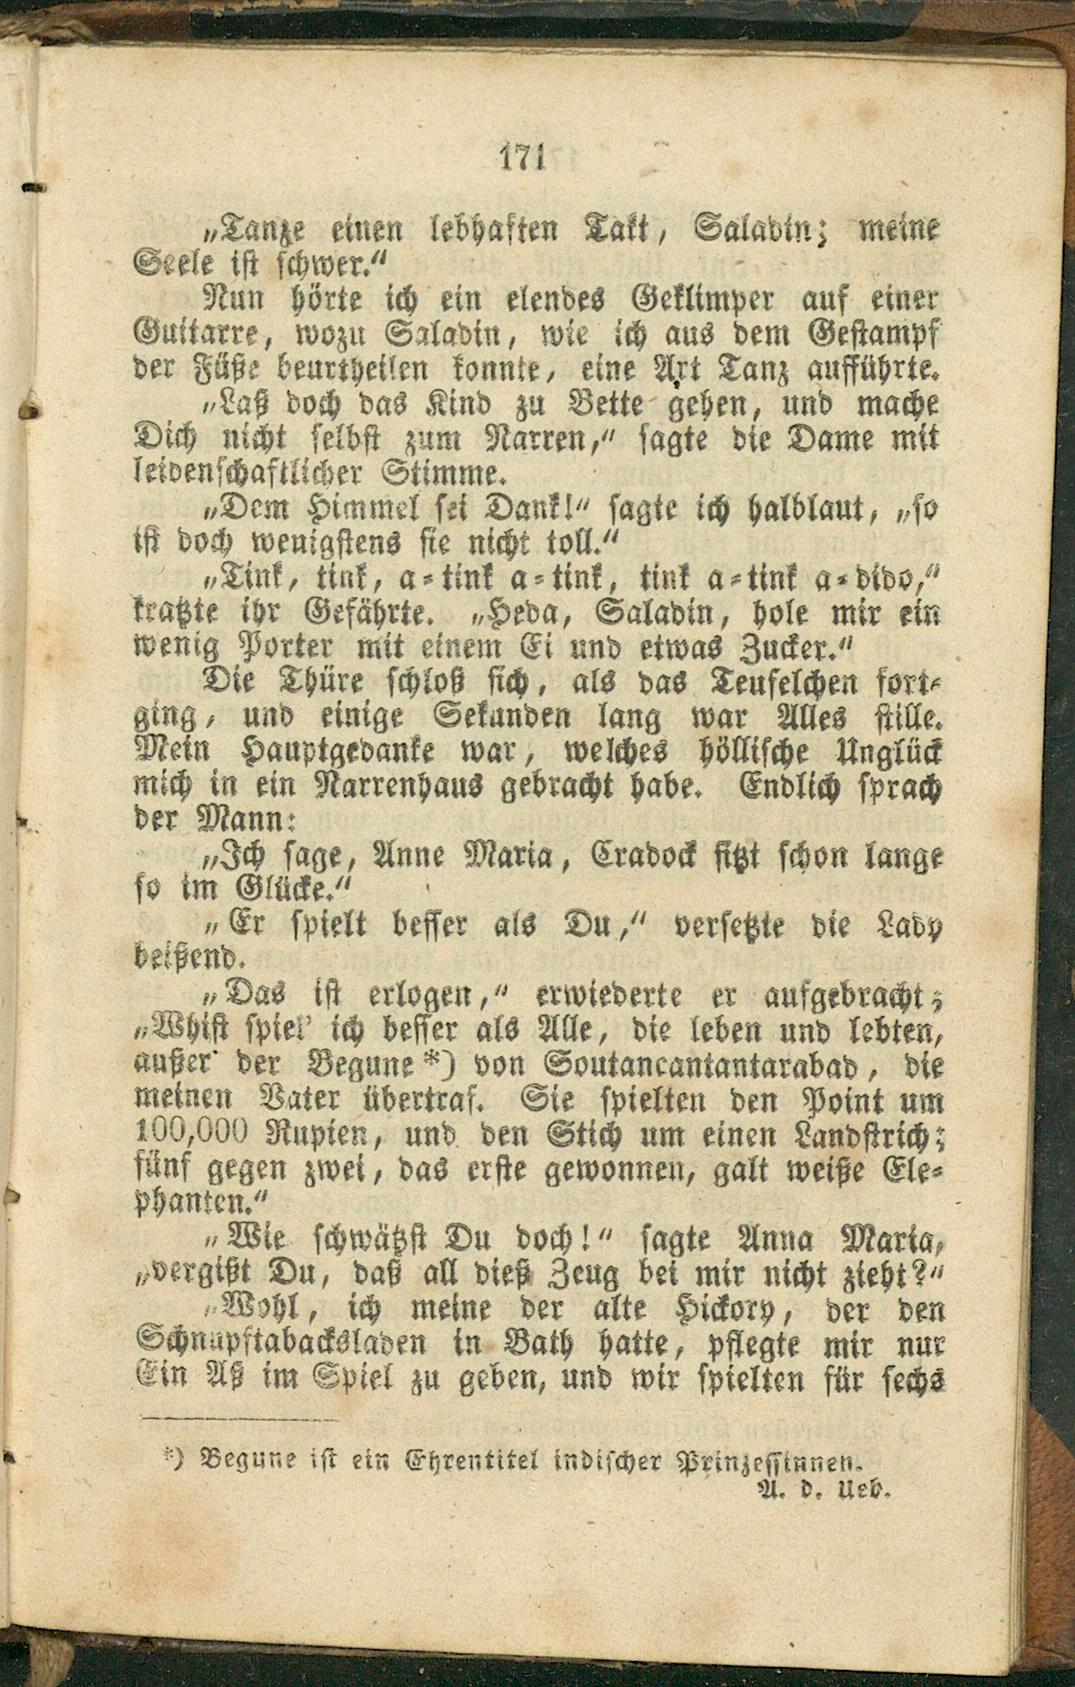 171
„Tanze einen lebhaften Takt, Saladin; meine
Seele ist schwer.“
Nun hörte ich ein elendes Geklimper auf einer
Guitarre, wozu Saladin, wie ich aus dem Gestampf
der Füße beurtheilen konnte, eine Art Tanz aufführte.
„Laß doch das Kind zu Bette gehen, und mache
Dich nicht selbst zum Narren,“ sagte die Dame mit
leidenschaftlicher Stimme.
„Dem Himmel sei Dank!“ sagte ich halblaut, „so
ist doch wenigstens sie nicht toll.“
„Tink, tink, a-tink a-tink, tink a-tink a-dido,“
kratzte ihr Gefährte. „Heda, Saladin, hole mir ein
wenig Porter mit einem Ei und etwas Zucker.“
Die Thüre schloß sich, als das Teufelchen fort-
ging, und einige Sekunden lang war Alles stille.
Mein Hauptgedanke war, welches höllische Unglück
mich in ein Narrenhaus gebracht habe. Endlich sprach
der Mann:
„Ich sage, Anne Maria, Cradock sitzt schon lange
so im Glücke.“
„Er spielt besser als Du,“ versetzte die Lady
beißend.
„Das ist erlogen,“ erwiederte er aufgebracht;
„Whist spiel' ich besser als Alle, die leben und lebten,
außer der Begune*) von Soutancantantarabad, die
meinen Vater übertraf. Sie spielten den Point um
100,000 Rupien, und den Stich um einen Landstrich;
fünf gegen zwei, das erste gewonnen, galt weiße Ele-
phanten.“
„Wie schwätzst Du doch!“ sagte Anna Maria,
„vergißt Du, daß all dieß Zeug bei mir nicht zieht?“
„Wohl, ich meine der alte Hickory, der den
Schnupftabacksladen in Bath hatte, pflegte mir nur
Ein Aß im Spiel zu geben, und wir spielten für sechs
*) Begune ist ein Ehrentitel indischer Prinzessinnen.
A. d. Ueb.